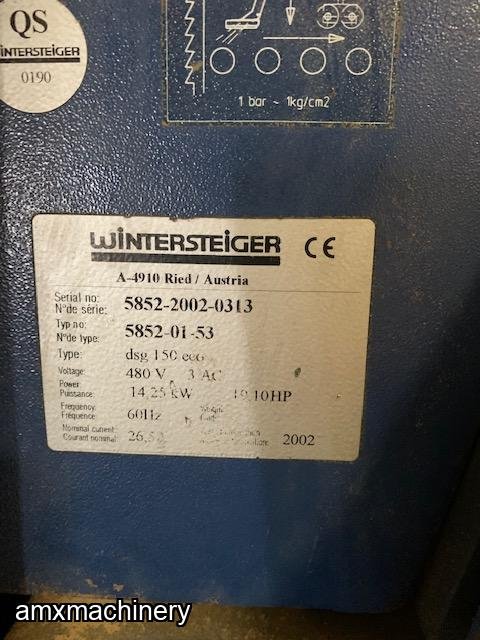 QS
WINTERSTEIGER
0190
1 bar ~ 1kg/cm2
WINTERSTEIGER CE
A-4910 Ried / Austria
Serial no:
N°de série: 5852-2002-0313
Typ no:
N°de type: 5852-01-53
Type: dsg 150 eco
Voltage: 480 V 3 AC
Power:
Puissance: 14,25 kW 19,10HP
Frequency:
Fréquence: 60Hz
Nominal current:
Courant nominal: 2002
amxmachinery